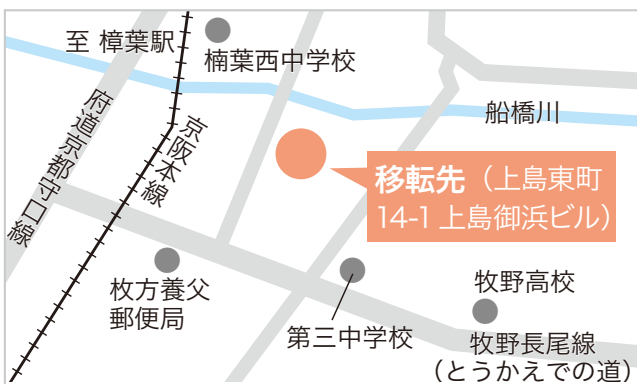 至 樟葉駅
楠葉西中学校
府道京都守口線
京阪本線
船橋川
移転先（上島東町
14-1 上島御浜ビル）
枚方養父
郵便局
第三中学校
牧野高校
牧野長尾線
（とうかえでの道）